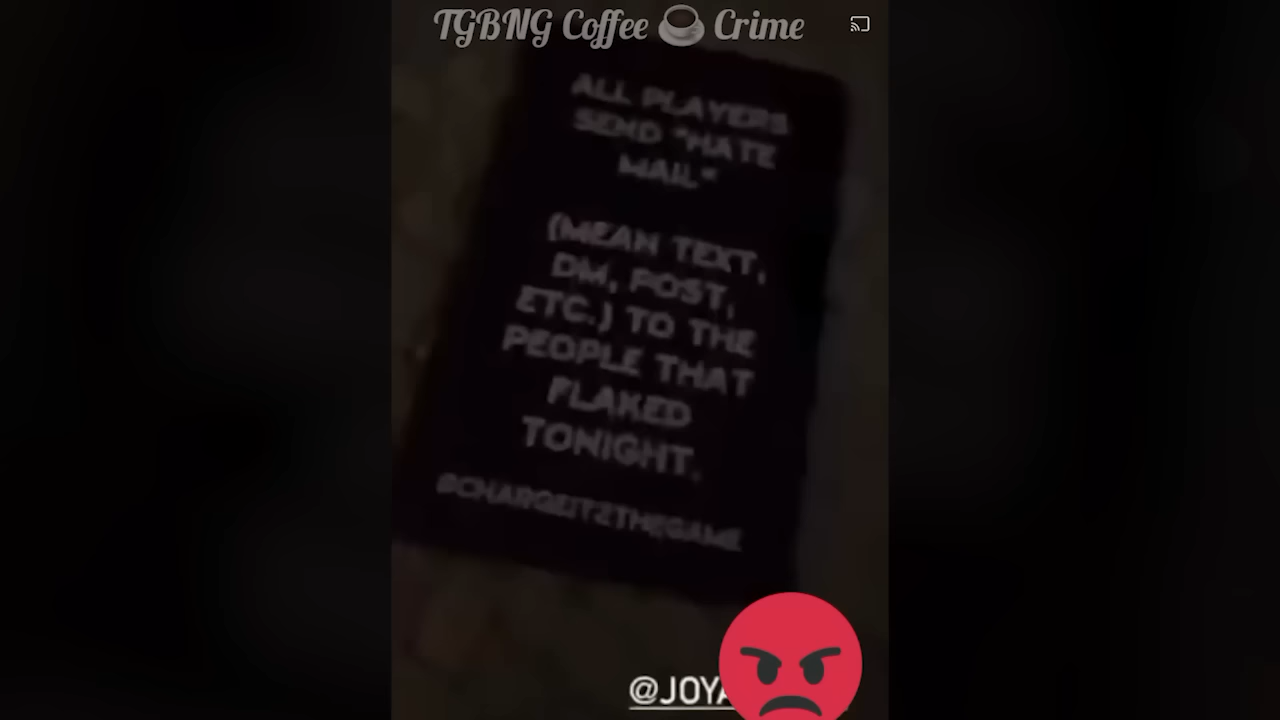 TGBNG Coffee Crime
ALL PLAYERS
SEND "HATE
MAIL"
(MEAN TEXT,
DM, POST,
ETC.) TO THE
PEOPLE THAT
FLAKED
TONIGHT.
@CHARGEIT2THEGAME
@JOYA